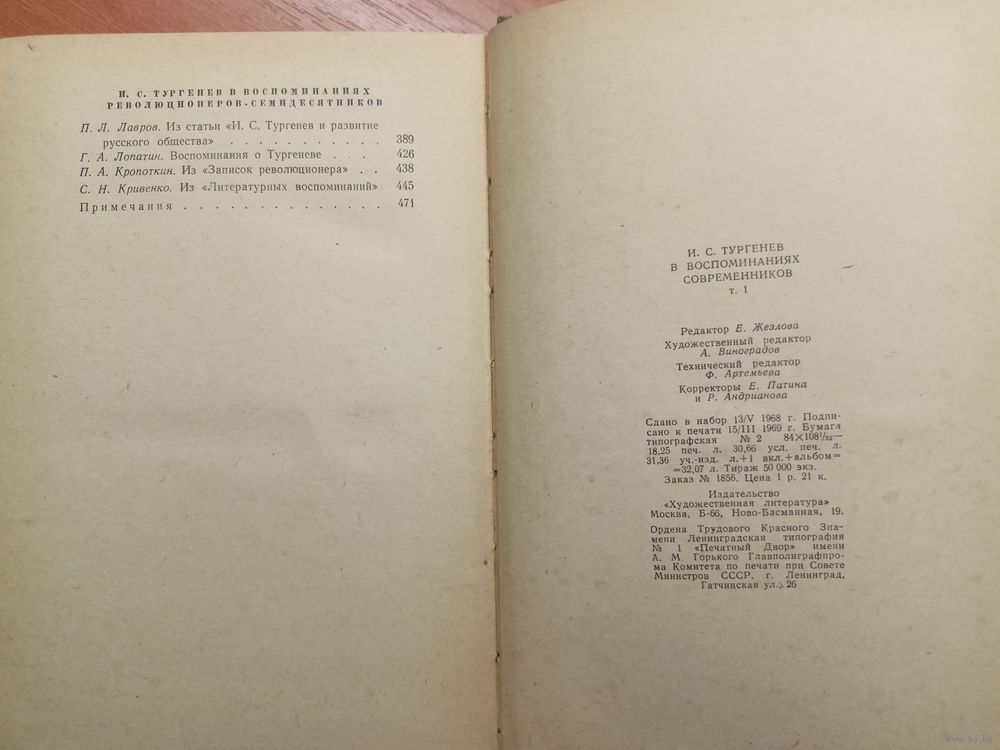 И. С. ТУРГЕНЕВ В ВОСПОМИНАНИЯХ
РЕВОЛЮЦИОНЕРОВ-СЕМИДЕСЯТНИКОВ
П. Л. Лавров. Из статьи «И. С. Тургенев и развитие
русского общества» . . . . . . . . . . . 389
Г. А. Лопатин. Воспоминания о Тургеневе . . . . 426
П. А. Кропоткин. Из «Записок революционера» . . 438
С. Н. Кривенко. Из «Литературных воспоминаний» 445
Примечания . . . . . . . . . . . . . . 471
И. С. ТУРГЕНЕВ
В ВОСПОМИНАНИЯХ
СОВРЕМЕННИКОВ
т. 1
Редактор Е. Жезлова
Художественный редактор
А. Виноградов
Технический редактор
Ф. Артемьева
Корректоры Е. Патина
и Р. Андрианова
Сдано в набор 13/V 1968 г. Подпи-
сано к печати 15/III 1969 г. Бумага
типографская № 2 84×108 1/32—
18,25 печ. л. 30,66 усл. печ. л.
31,36 уч.-изд. л.+1 вкл.+альбом=
=32,07 л. Тираж 50 000 экз.
Заказ № 1856. Цена 1 р. 21 к.
Издательство
«Художественная литература»
Москва, Б-66, Ново-Басманная, 19.
Ордена Трудового Красного Зна-
мени Ленинградская типография
№ 1 «Печатный Двор» имени
А. М. Горького Главполиграфпро-
ма Комитета по печати при Совете
Министров СССР, г. Ленинград,
Гатчинская ул., 26
www.ay.by